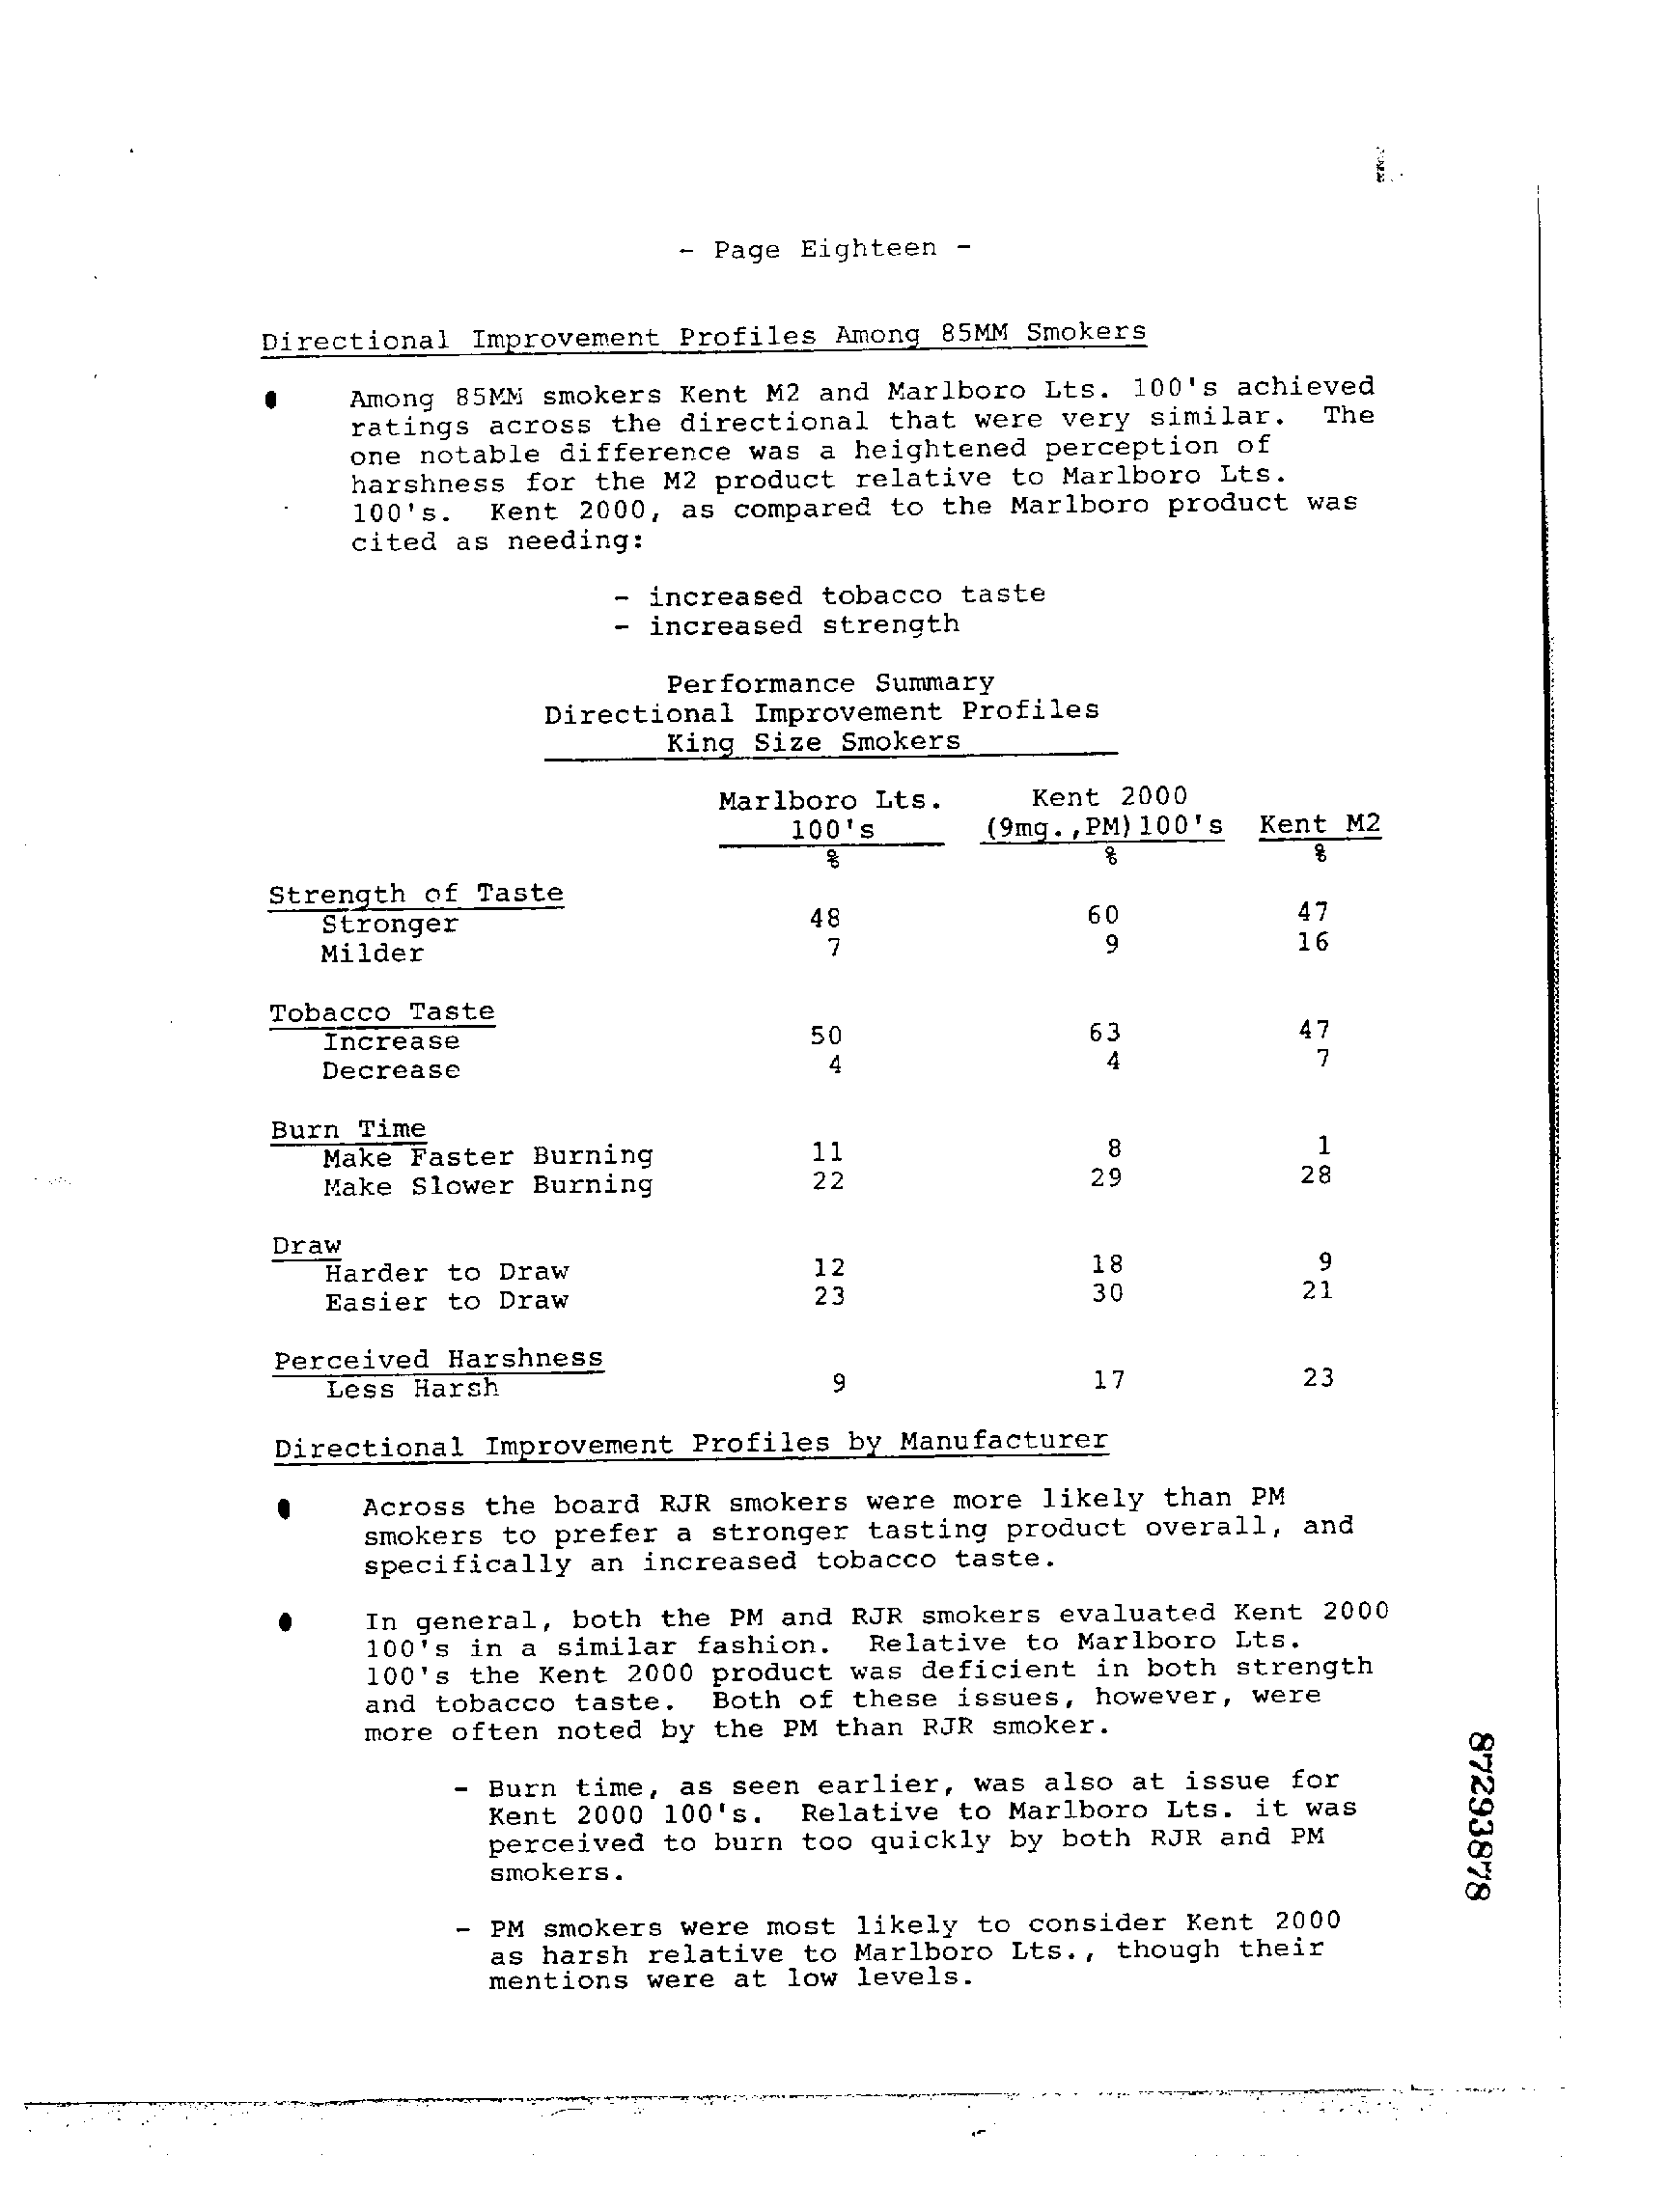 - Page Eighteen -
Directional Improvement Profiles Among 85MM Smokers
Among 85MM smokers Kent M2 and Marlboro Lts. 100's achieved
ratings across the directional that were very similar. The
one notable difference was a heightened perception of
harshness for the M2 product relative to Marlboro Lts.
100's. Kent 2000, as compared to the Marlboro product was
cited as needing:
- increased tobacco taste
- increased strength
Performance Summary
Directional Improvement Profiles
King Size Smokers
Marlboro Lts. Kent 2000
100's (9mg.,PM)100's Kent M2
% % %
Strength of Taste
Stronger 48 60 47
Milder 7 9 16
Tobacco Taste
Increase 50 63 47
Decrease 4 4 7
Burn Time
Make Faster Burning 11 8 1
Make Slower Burning 22 29 28
Draw
Harder to Draw 12 18 9
Easier to Draw 23 30 21
Perceived Harshness
Less Harsh 9 17 23
Directional Improvement Profiles by Manufacturer
Across the board RJR smokers were more likely than PM
smokers to prefer a stronger tasting product overall, and
specifically an increased tobacco taste.
In general, both the PM and RJR smokers evaluated Kent 2000
100's in a similar fashion. Relative to Marlboro Lts.
100's the Kent 2000 product was deficient in both strength
and tobacco taste. Both of these issues, however, were
more often noted by the PM than RJR smoker.
- Burn time, as seen earlier, was also at issue for
Kent 2000 100's. Relative to Marlboro Lts. it was
perceived to burn too quickly by both RJR and PM
smokers.
- PM smokers were most likely to consider Kent 2000
as harsh relative to Marlboro Lts., though their
mentions were at low levels.
87293878